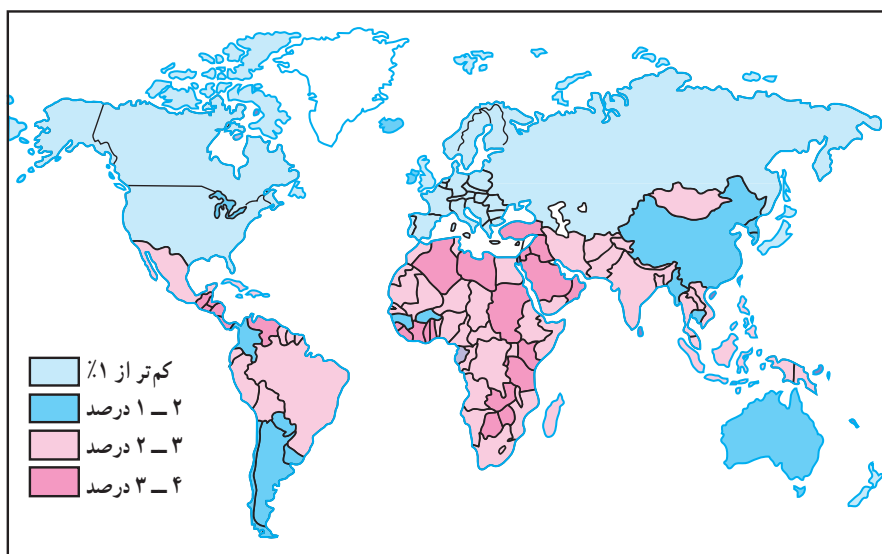 کم‌تر از ۱٪
۲ ــ ۱ درصد
۳ ــ ۲ درصد
۴ ــ ۳ درصد